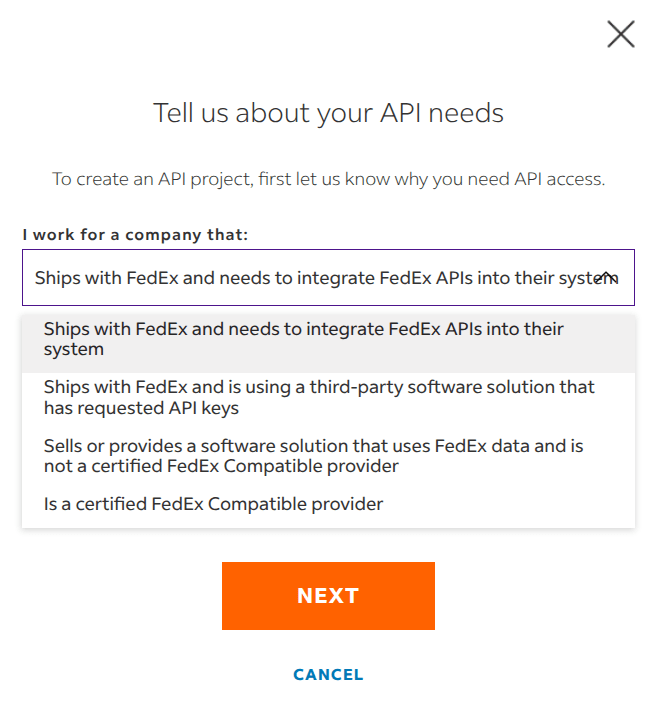 Tell us about your API needs
To create an API project, first let us know why you need API access.
I work for a company that:
Ships with FedEx and needs to integrate FedEx APIs into their system
Ships with FedEx and needs to integrate FedEx APIs into their
system
Ships with FedEx and is using a third-party software solution that
has requested API keys
Sells or provides a software solution that uses FedEx data and is
not a certified FedEx Compatible provider
Is a certified FedEx Compatible provider
NEXT
CANCEL